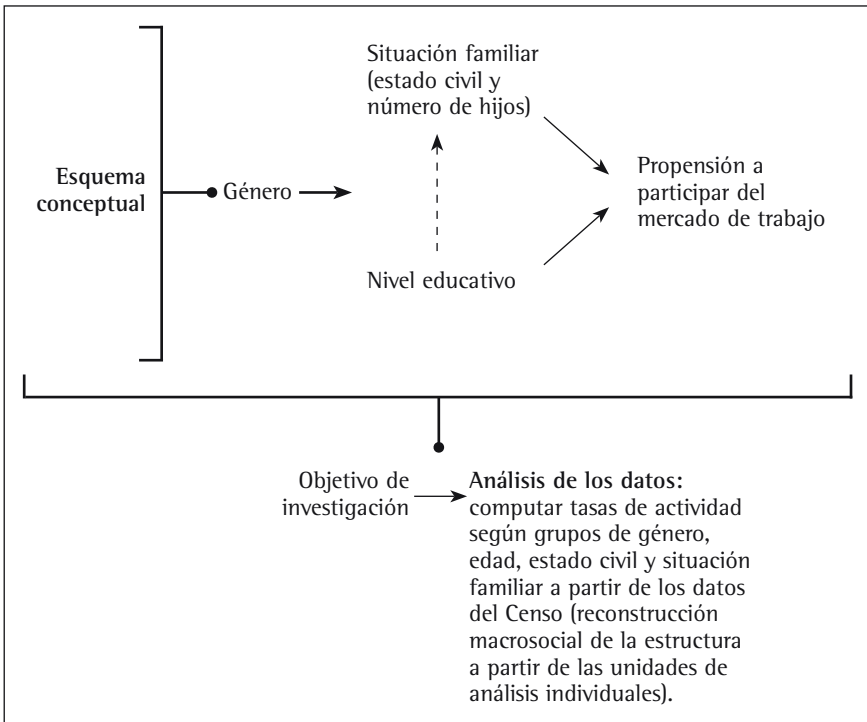 Situación familiar
(estado civil y
número de hijos)
Esquema
conceptual
Género
Propensión a
participar del
mercado de trabajo
Nivel educativo
Objetivo de
investigación
Análisis de los datos:
computar tasas de actividad
según grupos de género,
edad, estado civil y situación
familiar a partir de los datos
del Censo (reconstrucción
macrosocial de la estructura
a partir de las unidades de
análisis individuales).